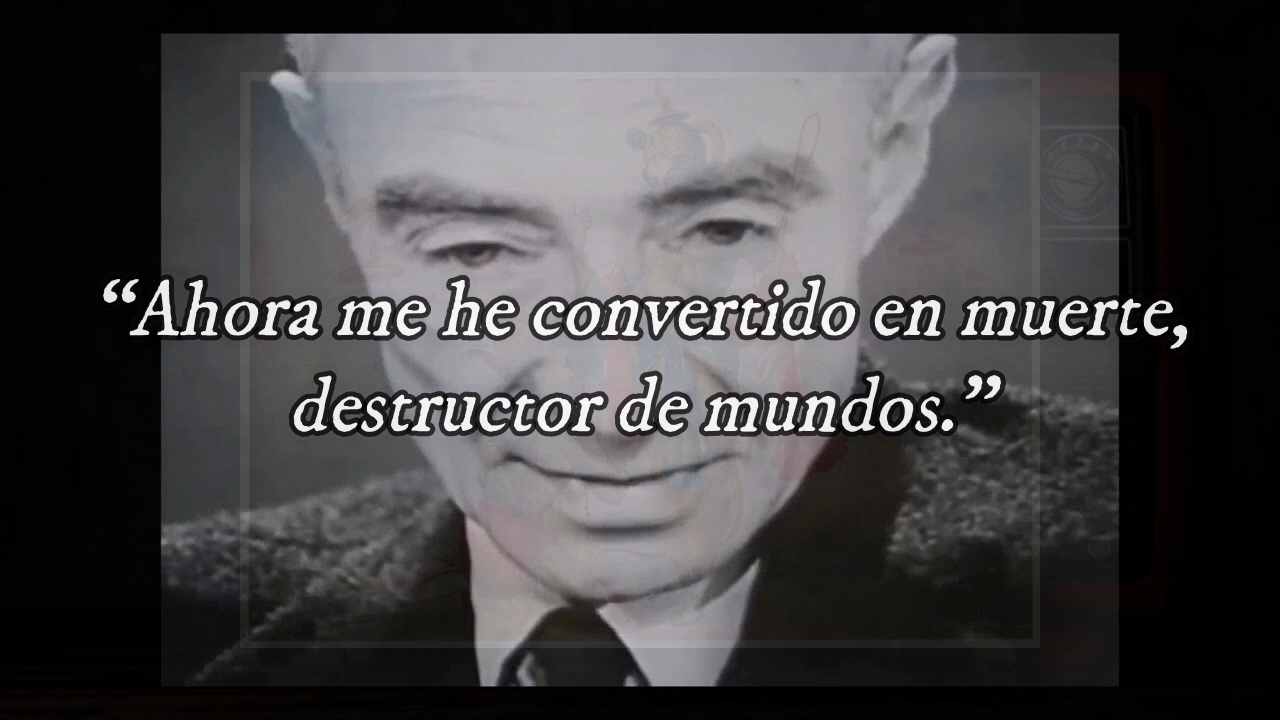 “Ahora me he convertido en muerte,
destructor de mundos.”